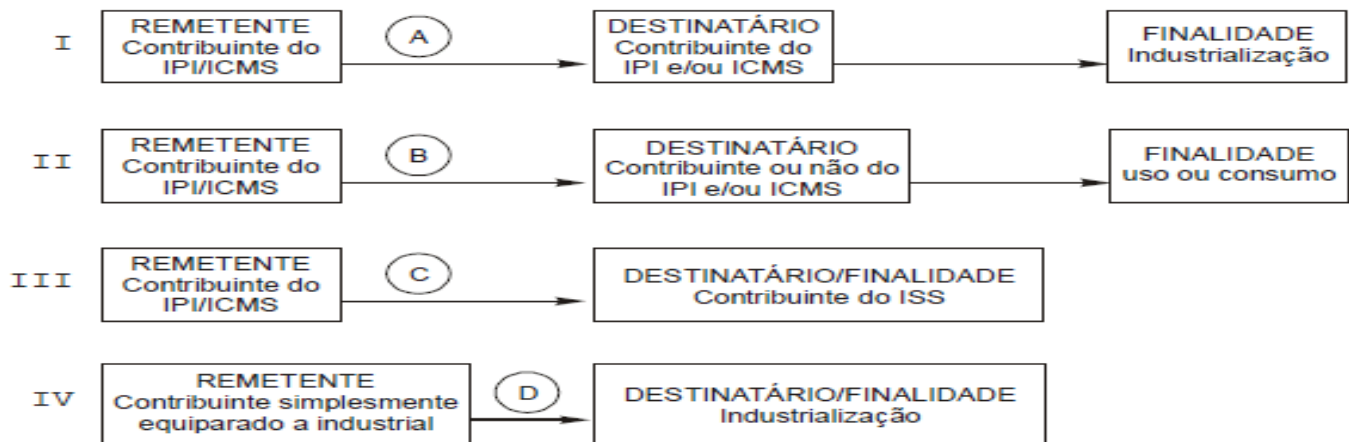 I
REMETENTE
Contribuinte do
IPI/ICMS
A
DESTINATÁRIO
Contribuinte do
IPI e/ou ICMS
FINALIDADE
Industrialização
II
REMETENTE
Contribuinte do
IPI/ICMS
B
DESTINATÁRIO
Contribuinte ou não do
IPI e/ou ICMS
FINALIDADE
uso ou consumo
III
REMETENTE
Contribuinte do
IPI/ICMS
C
DESTINATÁRIO/FINALIDADE
Contribuinte do ISS
IV
REMETENTE
Contribuinte simplesmente
equiparado a industrial
D
DESTINATÁRIO/FINALIDADE
Industrialização